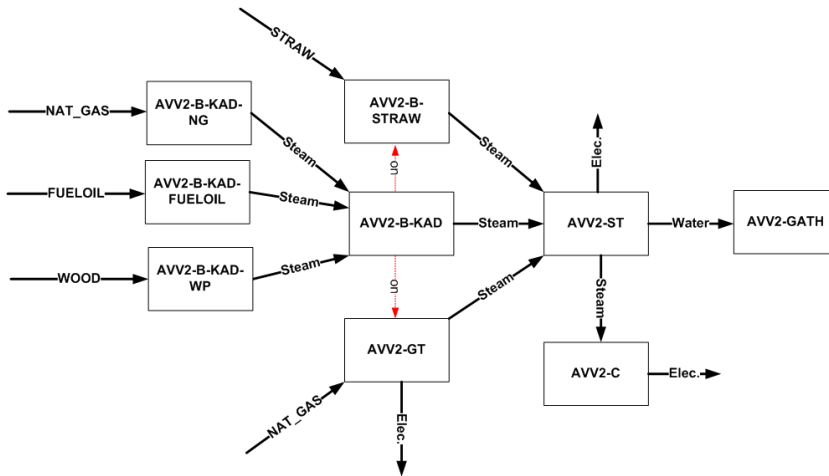 STRAW
AVV2-B-
STRAW
NAT_GAS
AVV2-B-KAD-
NG
Steam
Steam
Elec.
on
FUELOIL
AVV2-B-KAD-
FUELOIL
Steam
AVV2-B-KAD
Steam
AVV2-ST
Water
AVV2-GATH
WOOD
AVV2-B-KAD-
WP
Steam
on
Steam
Steam
AVV2-GT
AVV2-C
Elec.
NAT_GAS
Elec.